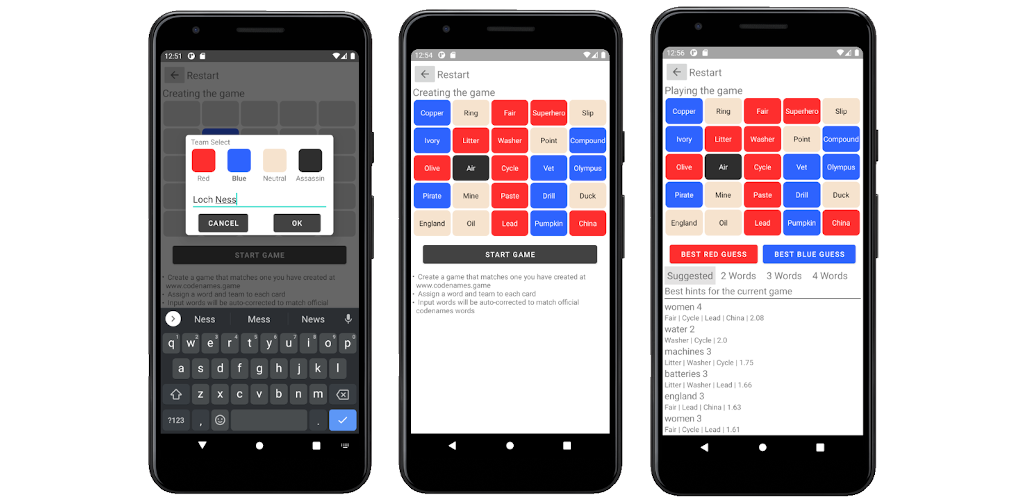 12:51
Restart
Creating the game
Team Select
Red Blue Neutral Assassin
Loch Ness
CANCEL OK
START GAME
• Create a game that matches one you have created at
www.codenames.game
• Assign a word and team to each card
• Input words will be auto-corrected to match official
Ness Mess News
q1 w2 e3 r4 t5 y6 u7 i8 o9 p0
a s d f g h j k l
z x c v b n m
?123 , .
12:54
Restart
Creating the game
Copper Ring Fair Superhero Slip
Ivory Litter Washer Point Compound
Olive Air Cycle Vet Olympus
Pirate Mine Paste Drill Duck
England Oil Lead Pumpkin China
START GAME
• Create a game that matches one you have created at
www.codenames.game
• Assign a word and team to each card
• Input words will be auto-corrected to match official
codenames words
12:56
Restart
Playing the game
Copper Ring Fair Superhero Slip
Ivory Litter Washer Point Compound
Olive Air Cycle Vet Olympus
Pirate Mine Paste Drill Duck
England Oil Lead Pumpkin China
BEST RED GUESS BEST BLUE GUESS
Suggested 2 Words 3 Words 4 Words
Best hints for the current game
women 4
Fair | Cycle | Lead | China | 2.08
water 2
Washer | Cycle | 2.0
machines 3
Litter | Washer | Cycle | 1.75
batteries 3
Litter | Washer | Lead | 1.66
england 3
Fair | Lead | China | 1.63
women 3
Fair | Cycle | Lead | 1.61